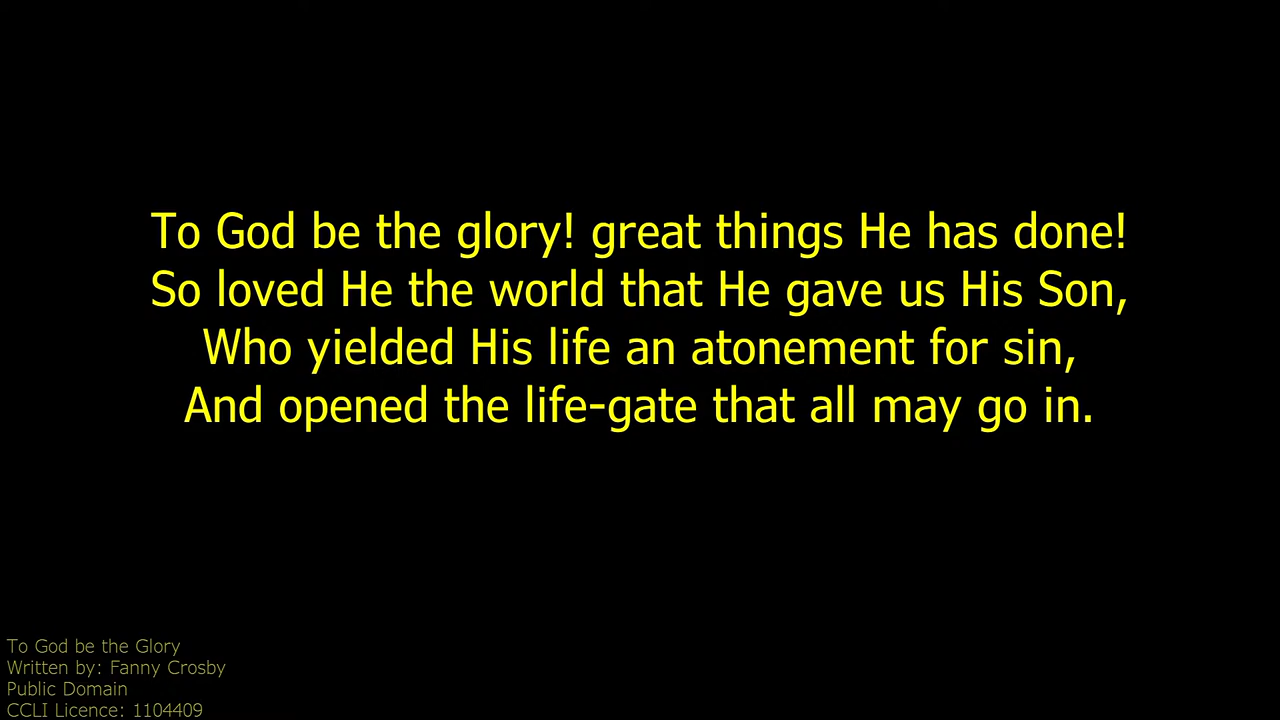 To God be the glory! great things He has done!
So loved He the world that He gave us His Son,
Who yielded His life an atonement for sin,
And opened the life-gate that all may go in.
To God be the Glory
Written by: Fanny Crosby
Public Domain
CCLI Licence: 1104409